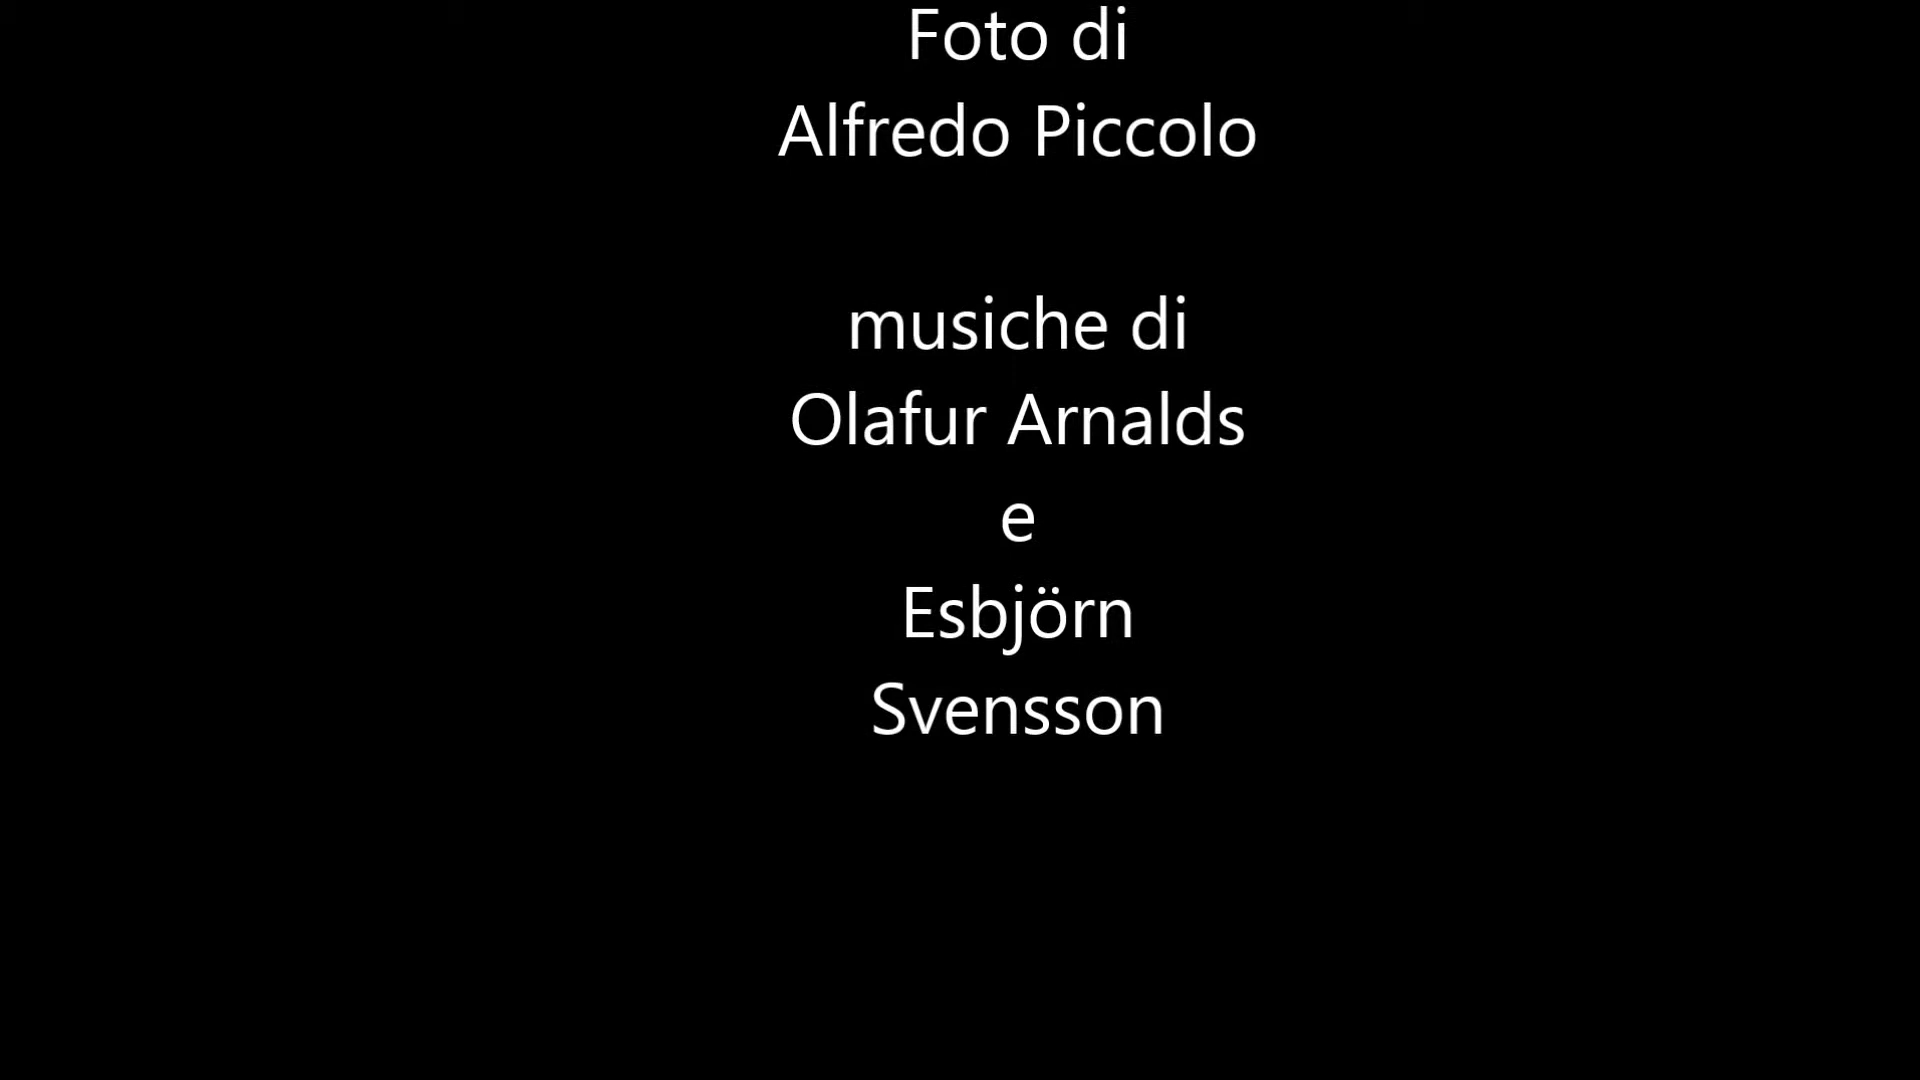 Foto di
Alfredo Piccolo
musiche di
Olafur Arnalds
e
Esbjörn
Svensson